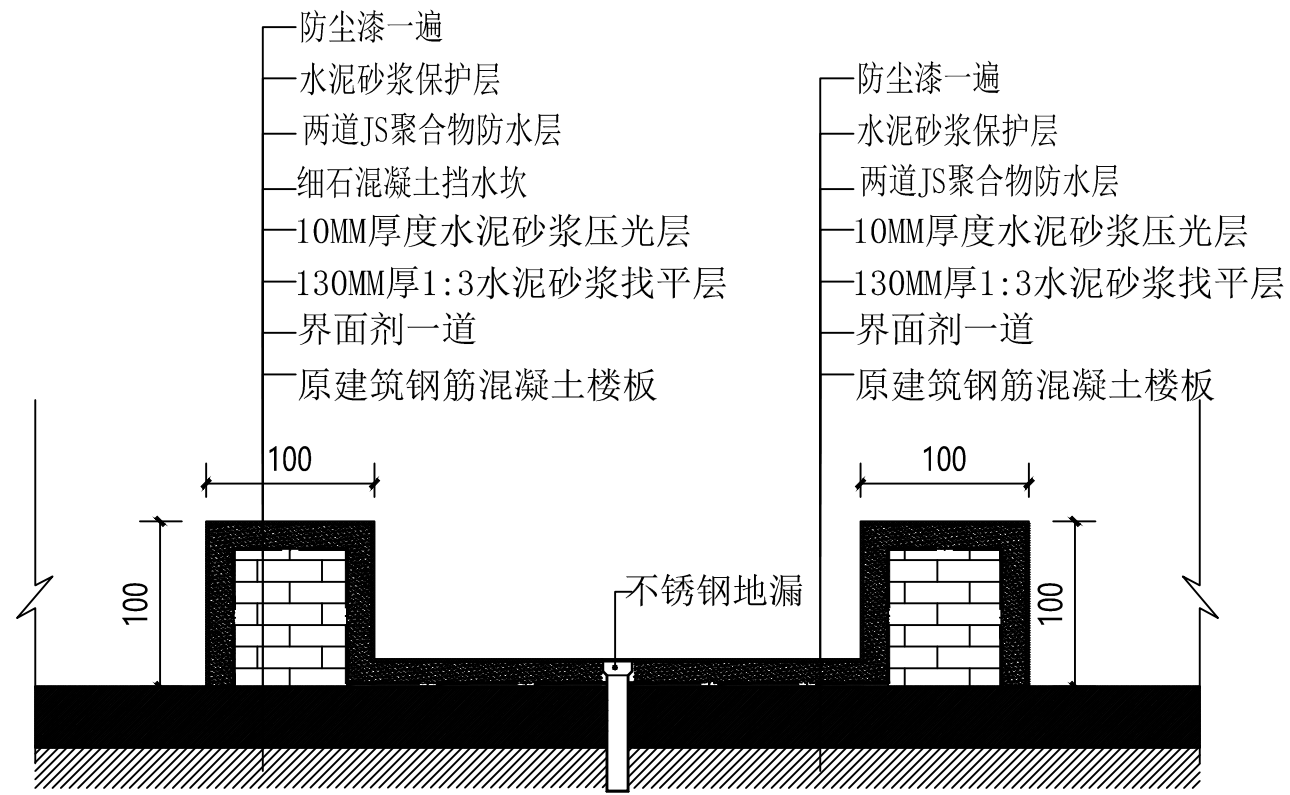 防尘漆一遍
水泥砂浆保护层
两道JS聚合物防水层
细石混凝土挡水坎
10MM厚度水泥砂浆压光层
130MM厚1:3水泥砂浆找平层
界面剂一道
原建筑钢筋混凝土楼板
防尘漆一遍
水泥砂浆保护层
两道JS聚合物防水层
10MM厚度水泥砂浆压光层
130MM厚1:3水泥砂浆找平层
界面剂一道
原建筑钢筋混凝土楼板
100
100
100
不锈钢地漏
100